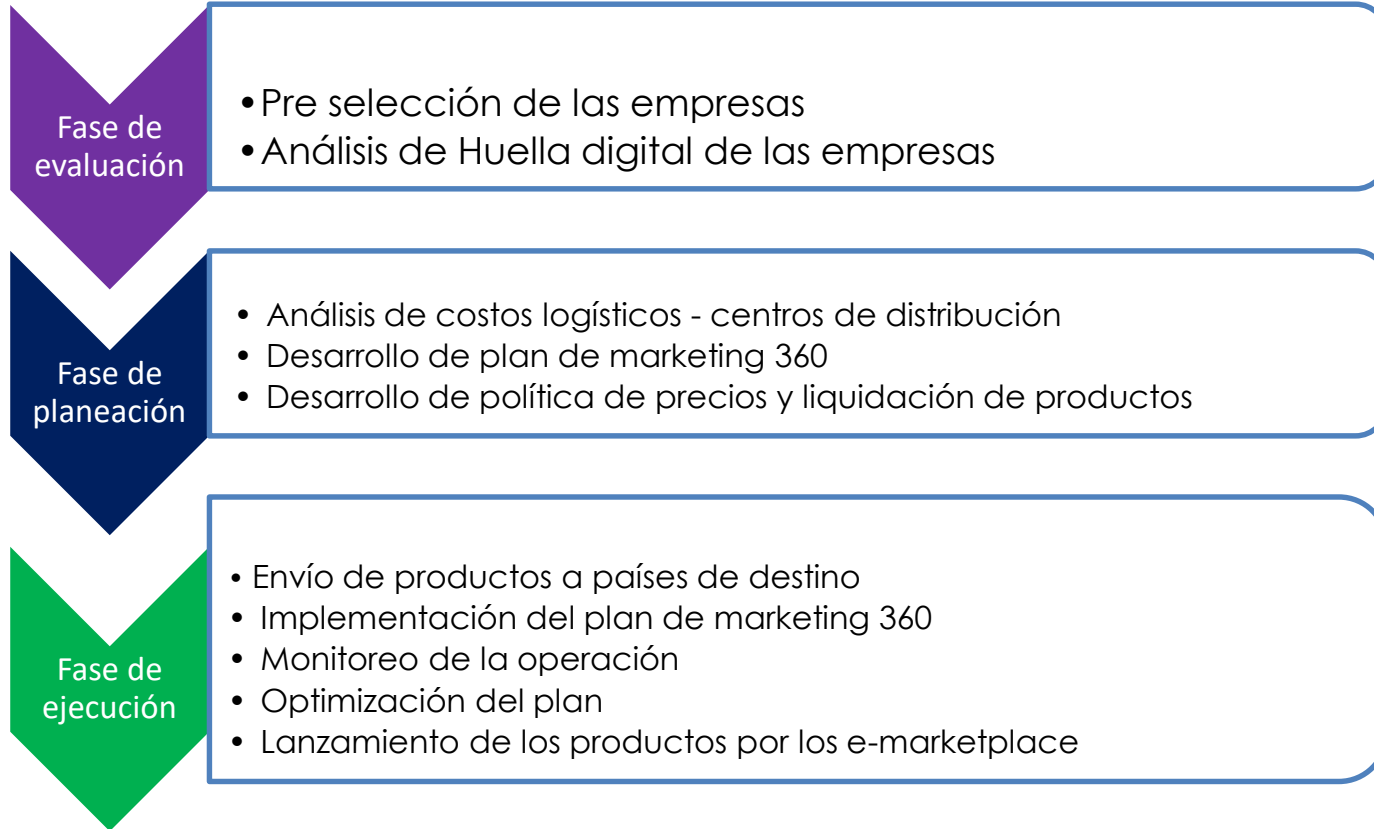 Fase de
evaluación
•Pre selección de las empresas
•Análisis de Huella digital de las empresas
Fase de
planeación
• Análisis de costos logísticos - centros de distribución
• Desarrollo de plan de marketing 360
• Desarrollo de política de precios y liquidación de productos
Fase de
ejecución
• Envío de productos a países de destino
• Implementación del plan de marketing 360
• Monitoreo de la operación
• Optimización del plan
• Lanzamiento de los productos por los e-marketplace